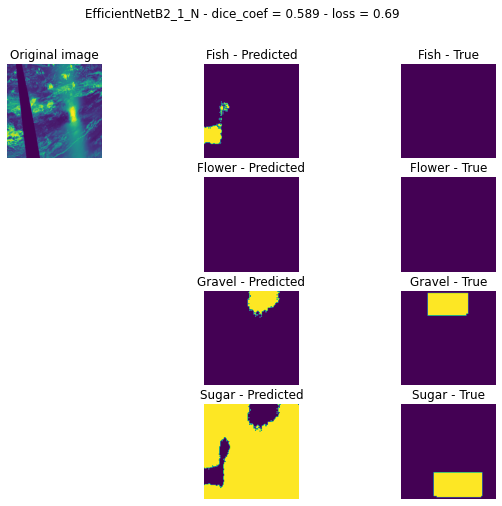 EfficientNetB2_1_N - dice_coef = 0.589 - loss = 0.69
Original image
Fish - Predicted
Fish - True
Flower - Predicted
Flower - True
Gravel - Predicted
Gravel - True
Sugar - Predicted
Sugar - True